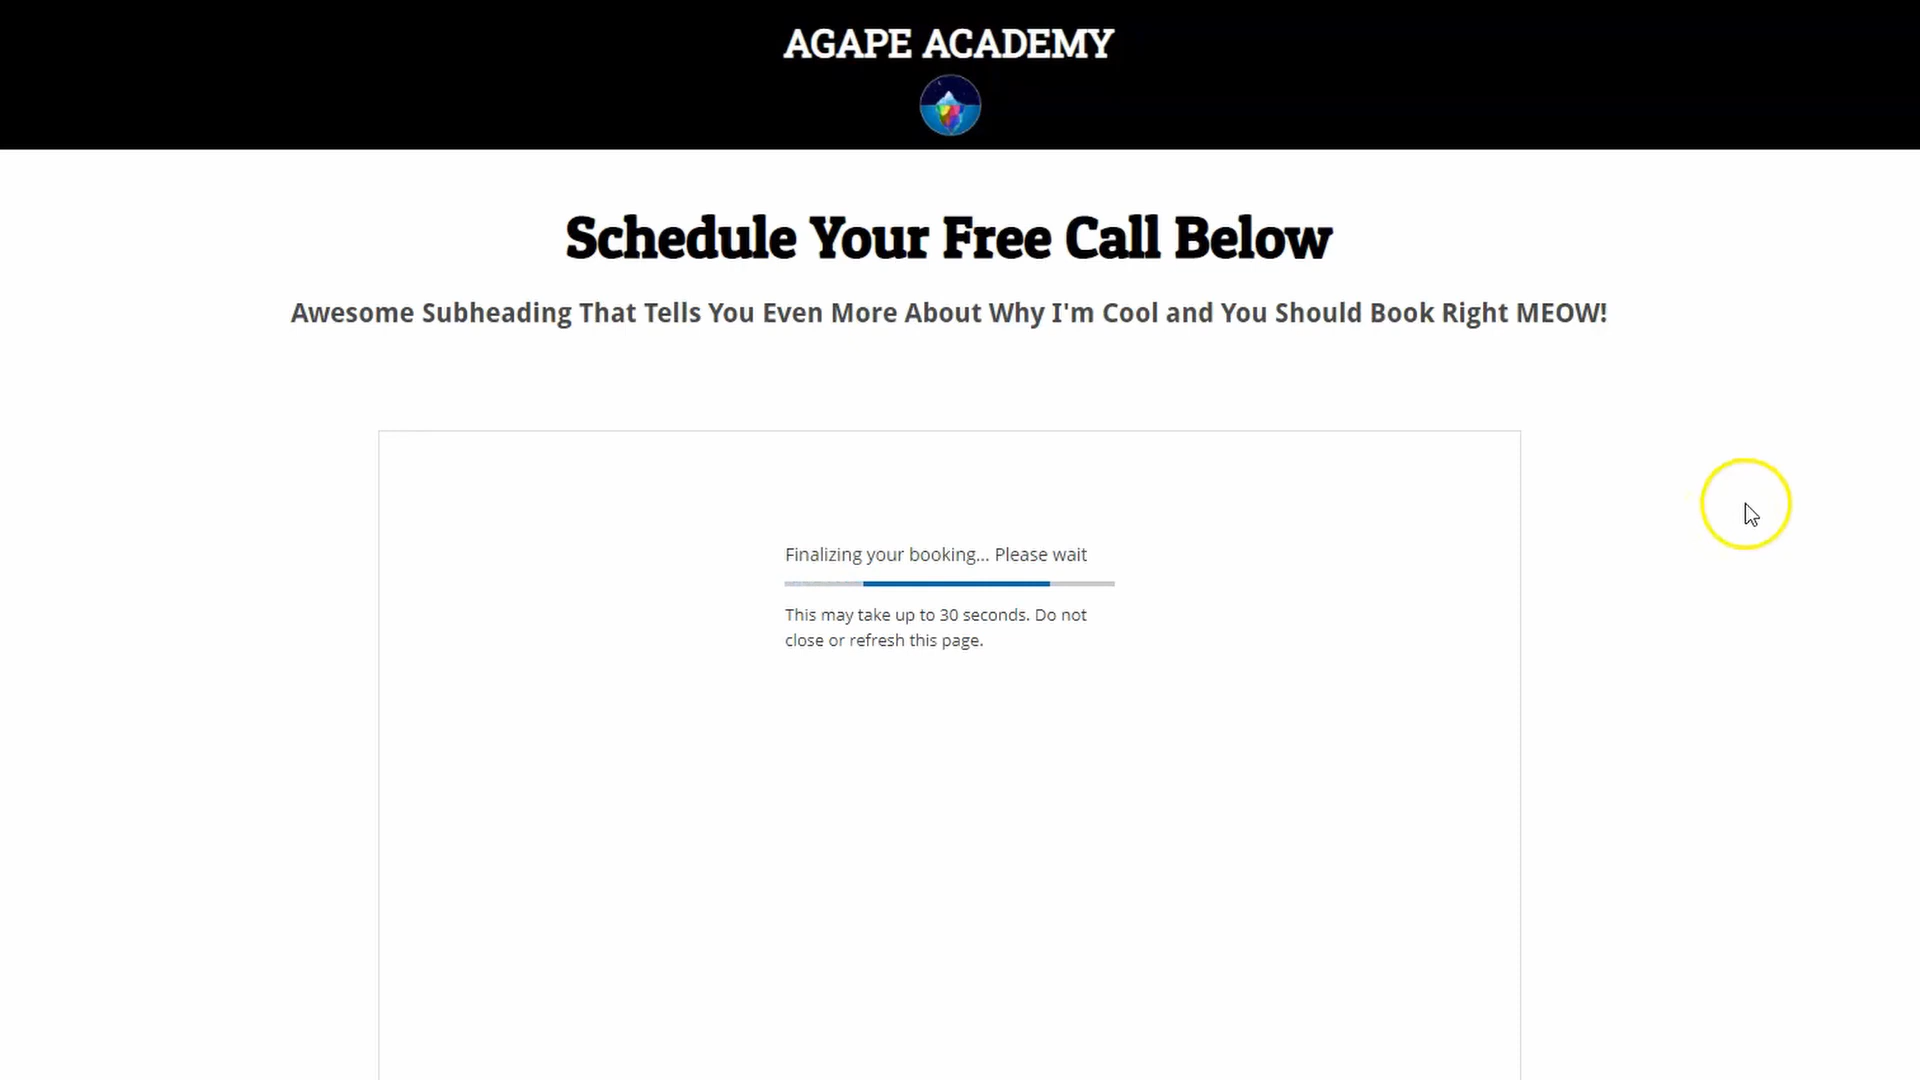 AGAPE ACADEMY
Schedule Your Free Call Below
Awesome Subheading That Tells You Even More About Why I'm Cool and You Should Book Right MEOW!
Finalizing your booking... Please wait
This may take up to 30 seconds. Do not
close or refresh this page.